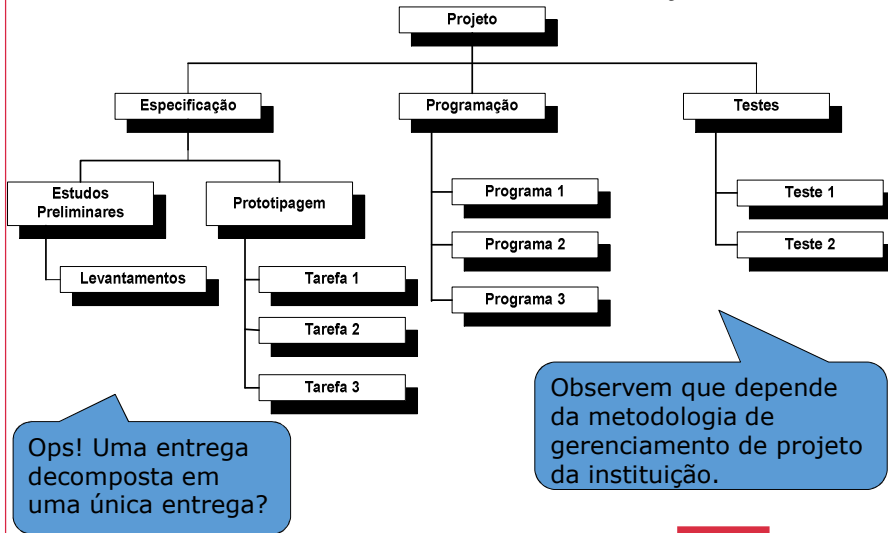 Projeto
Especificação
Programação
Testes
Estudos
Preliminares
Prototipagem
Programa 1
Teste 1
Programa 2
Teste 2
Levantamentos
Tarefa 1
Programa 3
Tarefa 2
Tarefa 3
Ops! Uma entrega
decomposta em
uma única entrega?
Observem que depende
da metodologia de
gerenciamento de projeto
da instituição.